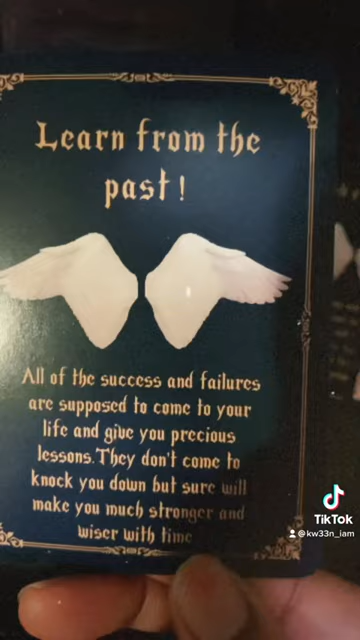 Learn from the
past!
All of the success and failures
are supposed to come to your
life and give you precious
lessons.They don't come to
knock you down but sure will
make you much stronger and
wiser with time
TikTok
@kw33n_iam